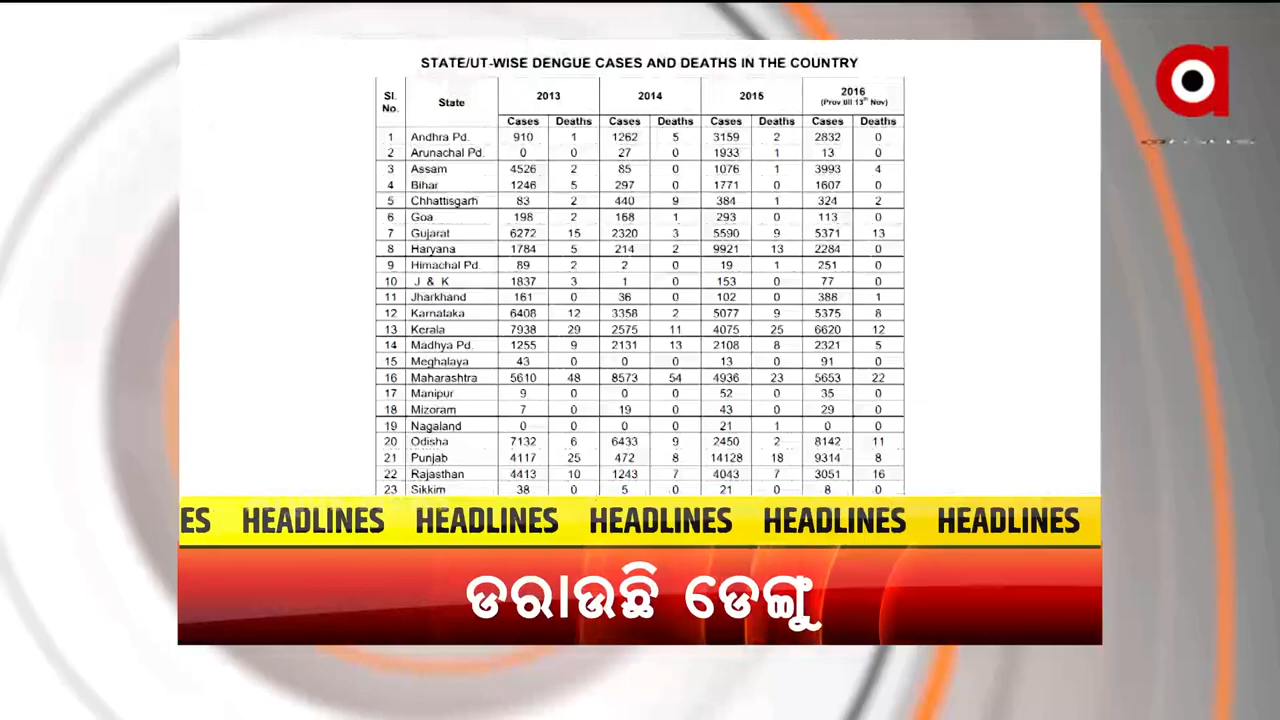 STATE/UT-WISE DENGUE CASES AND DEATHS IN THE COUNTRY
Sl. No. State 2013 2014 2015 2016 (Prov till 13th Nov)
Cases Deaths Cases Deaths Cases Deaths Cases Deaths
1 Andhra Pd. 910 1 1262 5 3159 2 2832 0
2 Arunachal Pd. 0 0 27 0 1933 1 13 0
3 Assam 4526 2 85 0 1076 1 3993 4
4 Bihar 1246 5 297 0 1771 0 1607 0
5 Chhattisgarh 83 2 440 9 384 1 324 2
6 Goa 198 2 168 1 293 0 113 0
7 Gujarat 6272 15 2320 3 5590 9 5371 13
8 Haryana 1784 5 214 2 9921 13 2284 0
9 Himachal Pd. 89 2 2 0 19 1 251 0
10 J & K 1837 3 1 0 153 0 77 0
11 Jharkhand 161 0 36 0 102 0 388 1
12 Karnataka 6408 12 3358 2 5077 9 5375 8
13 Kerala 7938 29 2575 11 4075 25 6620 12
14 Madhya Pd. 1255 9 2131 13 2108 8 2321 5
15 Meghalaya 43 0 0 0 13 0 91 0
16 Maharashtra 5610 48 8573 54 4936 23 5653 22
17 Manipur 9 0 0 0 52 0 35 0
18 Mizoram 7 0 19 0 43 0 29 0
19 Nagaland 0 0 0 0 21 1 0 0
20 Odisha 7132 6 6433 9 2450 2 8142 11
21 Punjab 4117 25 472 8 14128 18 9314 8
22 Rajasthan 4413 10 1243 7 4043 7 3051 16
23 Sikkim 38 0 5 0 21 0 8 0
ES HEADLINES HEADLINES HEADLINES HEADLINES HEADLINES
ଡରାଉଛି ଡେଙ୍ଗୁ